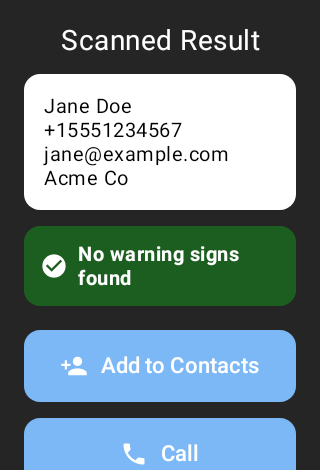 Scanned Result
Jane Doe
+15551234567
jane@example.com
Acme Co
No warning signs
found
Add to Contacts
Call